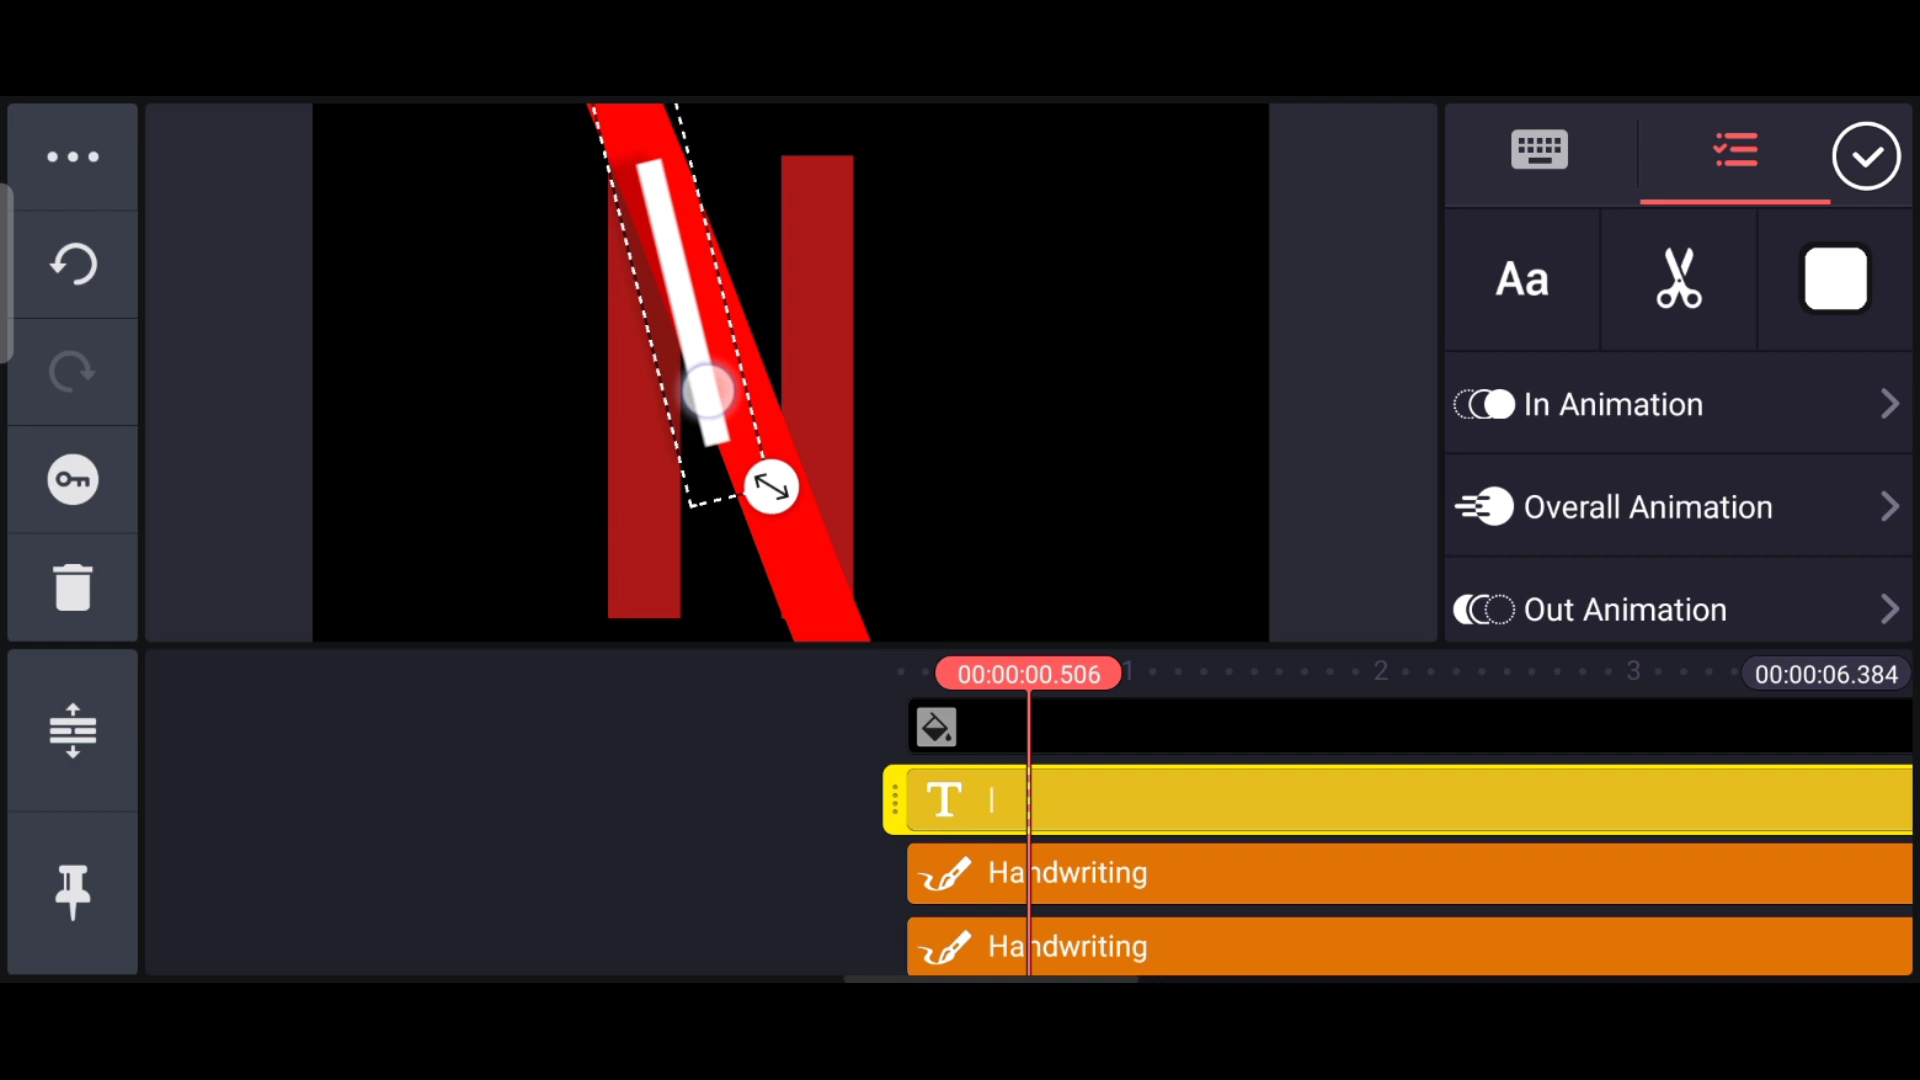 Aa
In Animation
Overall Animation
Out Animation
00:00:00.506
1
2
3
00:00:06.384
T |
Handwriting
Handwriting